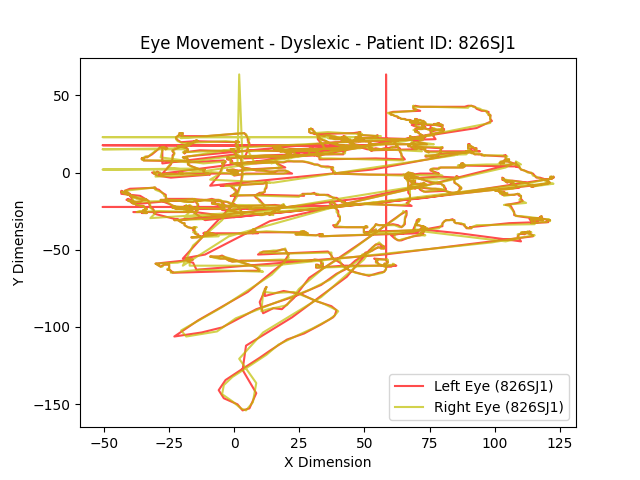 Eye Movement - Dyslexic - Patient ID: 826SJ1
50
0
−50
−100
−150
Y Dimension
−50
−25
0
25
50
75
100
125
X Dimension
Left Eye (826SJ1)
Right Eye (826SJ1)